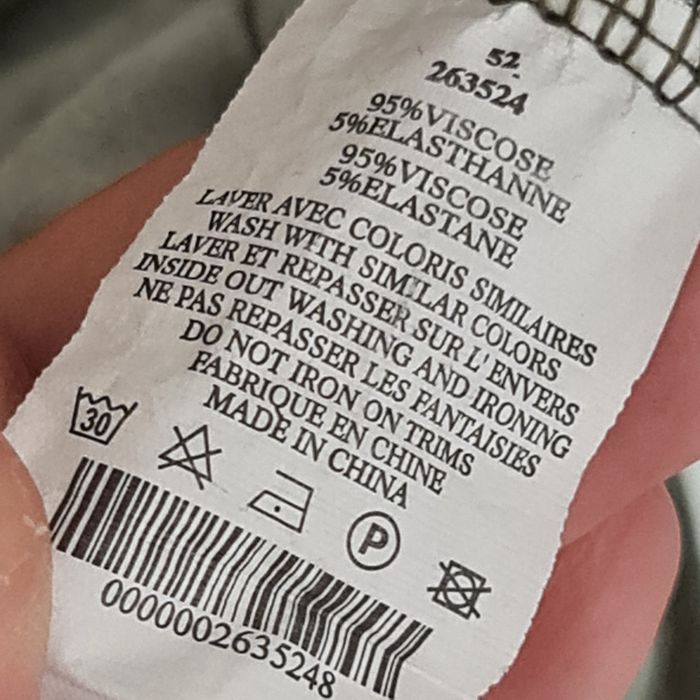 52
263524
95%VISCOSE
5%ELASTHANNE
95%VISCOSE
5%ELASTANE
LAVER AVEC COLORIS SIMILAIRES
WASH WITH SIMILAR COLORS
LAVER ET REPASSER SUR L'ENVERS
INSIDE OUT WASHING AND IRONING
NE PAS REPASSER LES FANTAISIES
DO NOT IRON ON TRIMS
FABRIQUE EN CHINE
MADE IN CHINA
30
P
0000002635248